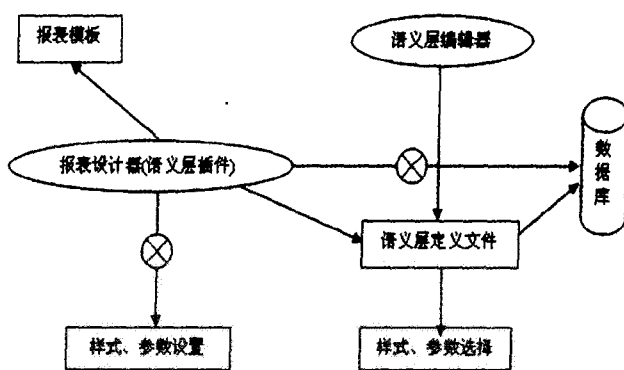 报表模板
语义层编辑器
报表设计器(语义层插件)
数据库
语义层定义文件
样式、参数设置
样式、参数选择